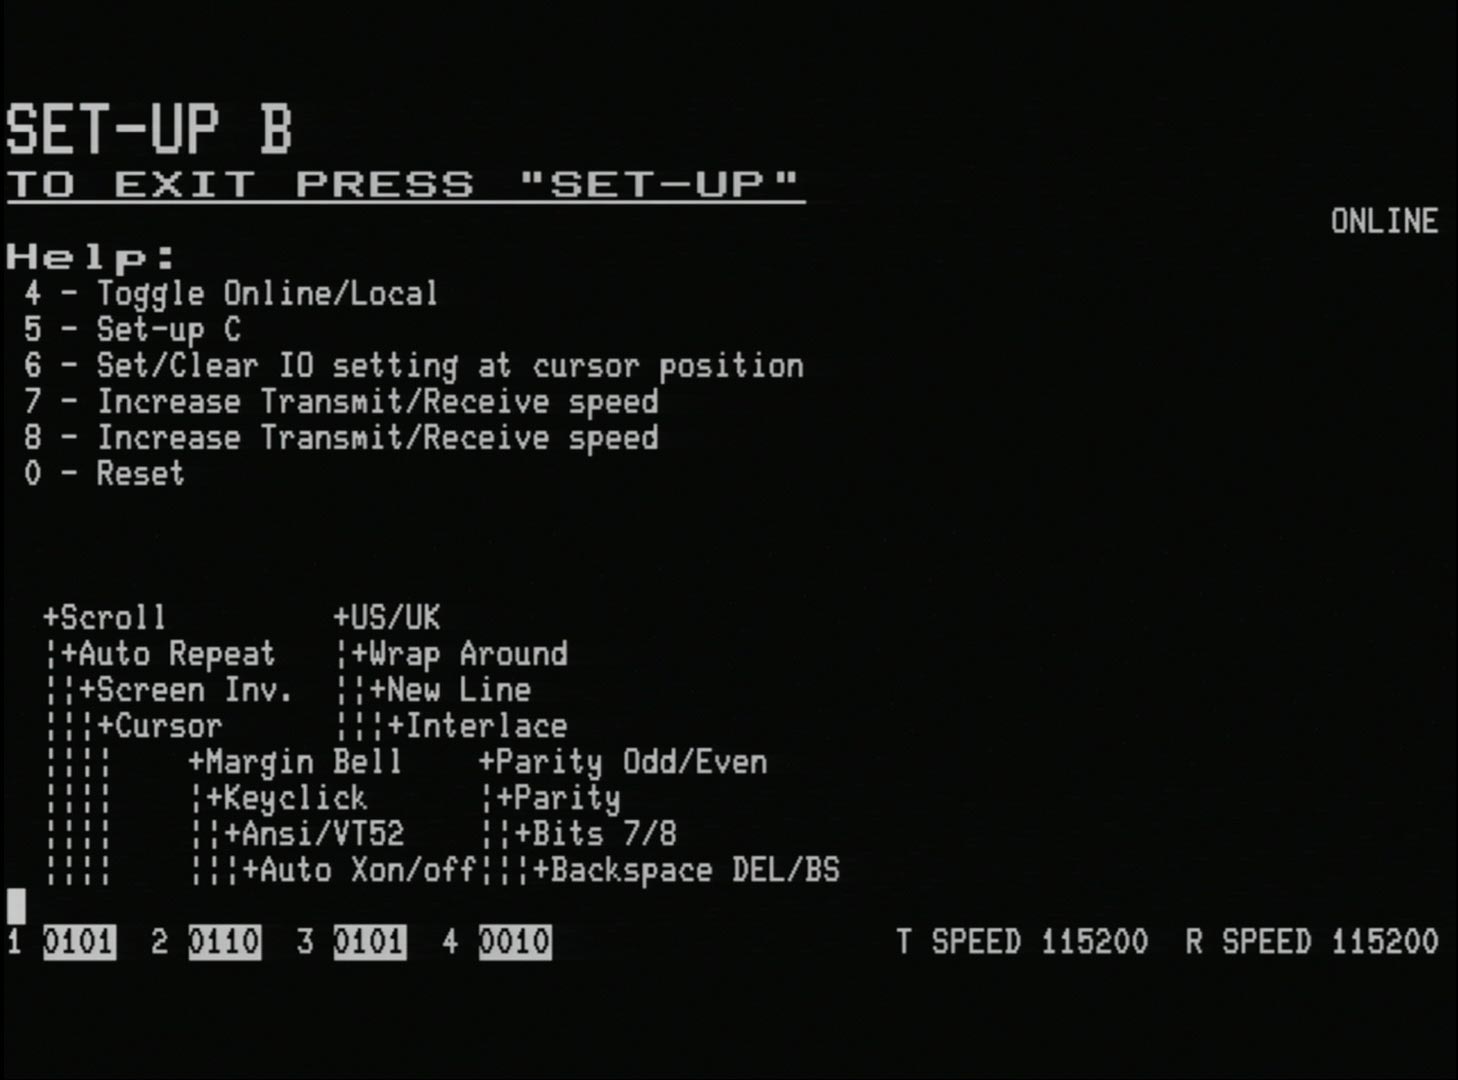 SET-UP B
TO EXIT PRESS "SET-UP"
ONLINE
Help:
4 - Toggle Online/Local
5 - Set-up C
6 - Set/Clear IO setting at cursor position
7 - Increase Transmit/Receive speed
8 - Increase Transmit/Receive speed
0 - Reset
+Scroll +US/UK
¦+Auto Repeat ¦+Wrap Around
¦¦+Screen Inv. ¦¦+New Line
¦¦¦+Cursor ¦¦¦+Interlace
¦¦¦¦ +Margin Bell +Parity Odd/Even
¦¦¦¦ ¦+Keyclick ¦+Parity
¦¦¦¦ ¦¦+Ansi/VT52 ¦¦+Bits 7/8
¦¦¦¦ ¦¦¦+Auto Xon/off¦¦¦+Backspace DEL/BS
1 0101 2 0110 3 0101 4 0010 T SPEED 115200 R SPEED 115200